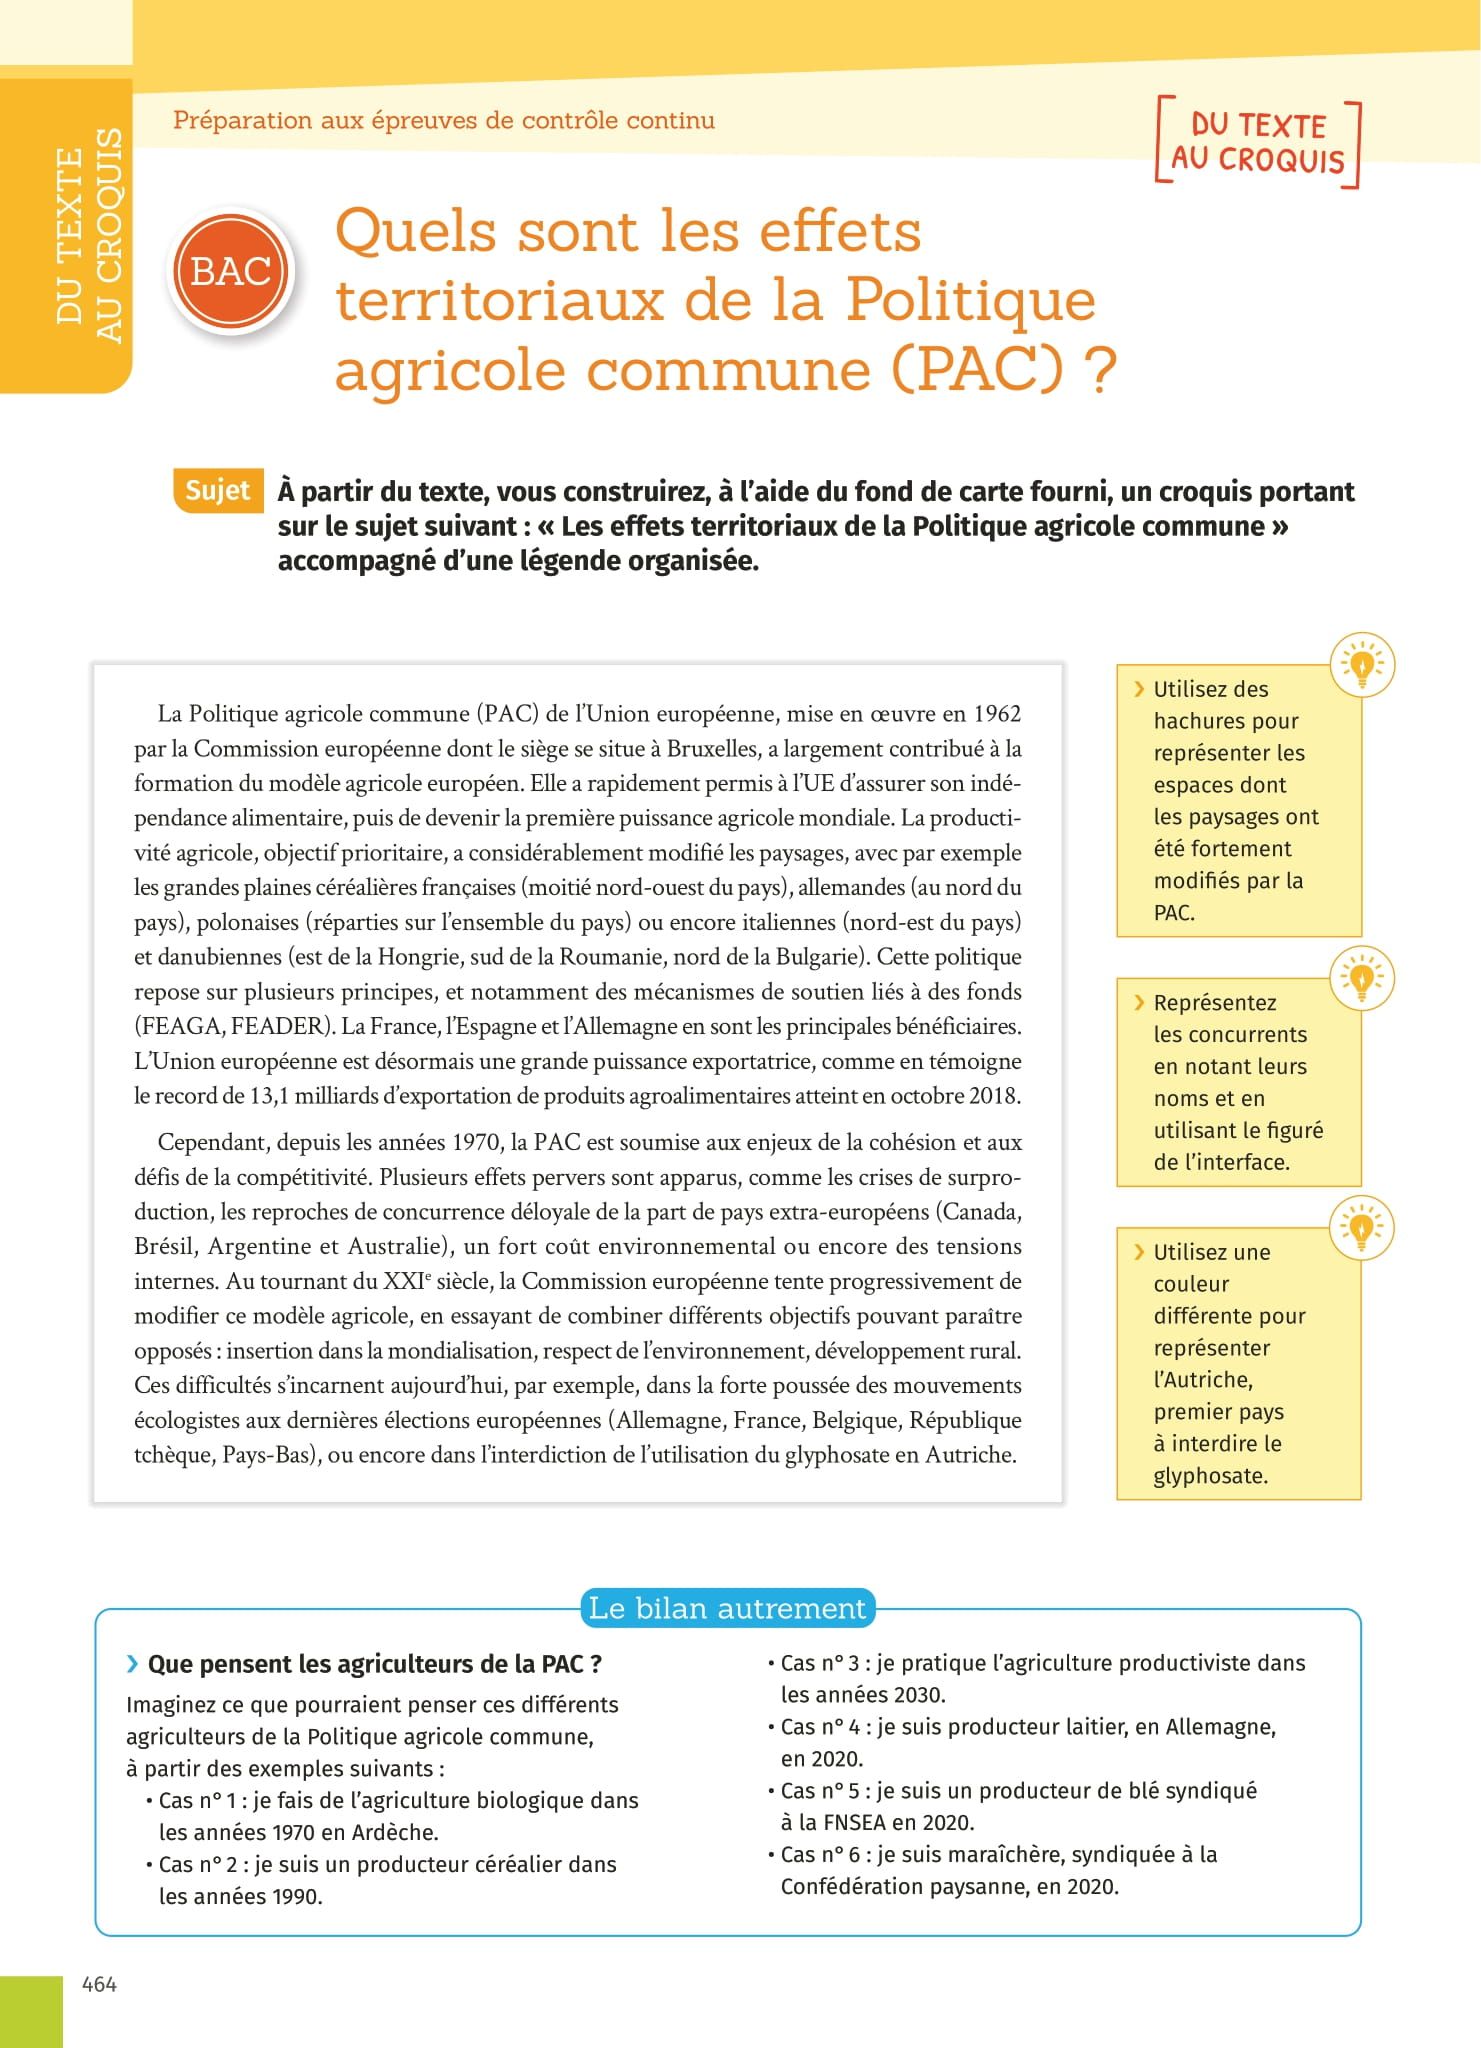 DU TEXTE
AU CROQUIS
Préparation aux épreuves de contrôle continu
DU TEXTE
AU CROQUIS
BAC
Quels sont les effets
territoriaux de la Politique
agricole commune (PAC) ?
Sujet
À partir du texte, vous construirez, à l’aide du fond de carte fourni, un croquis portant
sur le sujet suivant : « Les effets territoriaux de la Politique agricole commune »
accompagné d’une légende organisée.
La Politique agricole commune (PAC) de l’Union européenne, mise en œuvre en 1962
par la Commission européenne dont le siège se situe à Bruxelles, a largement contribué à la
formation du modèle agricole européen. Elle a rapidement permis à l’UE d’assurer son indé-
pendance alimentaire, puis de devenir la première puissance agricole mondiale. La producti-
vité agricole, objectif prioritaire, a considérablement modifié les paysages, avec par exemple
les grandes plaines céréalières françaises (moitié nord-ouest du pays), allemandes (au nord du
pays), polonaises (réparties sur l’ensemble du pays) ou encore italiennes (nord-est du pays)
et danubiennes (est de la Hongrie, sud de la Roumanie, nord de la Bulgarie). Cette politique
repose sur plusieurs principes, et notamment des mécanismes de soutien liés à des fonds
(FEAGA, FEADER). La France, l’Espagne et l’Allemagne en sont les principales bénéficiaires.
L’Union européenne est désormais une grande puissance exportatrice, comme en témoigne
le record de 13,1 milliards d’exportation de produits agroalimentaires atteint en octobre 2018.
Cependant, depuis les années 1970, la PAC est soumise aux enjeux de la cohésion et aux
défis de la compétitivité. Plusieurs effets pervers sont apparus, comme les crises de surpro-
duction, les reproches de concurrence déloyale de la part de pays extra-européens (Canada,
Brésil, Argentine et Australie), un fort coût environnemental ou encore des tensions
internes. Au tournant du XXIe siècle, la Commission européenne tente progressivement de
modifier ce modèle agricole, en essayant de combiner différents objectifs pouvant paraître
opposés : insertion dans la mondialisation, respect de l’environnement, développement rural.
Ces difficultés s’incarnent aujourd’hui, par exemple, dans la forte poussée des mouvements
écologistes aux dernières élections européennes (Allemagne, France, Belgique, République
tchèque, Pays-Bas), ou encore dans l’interdiction de l’utilisation du glyphosate en Autriche.
› Utilisez des
hachures pour
représenter les
espaces dont
les paysages ont
été fortement
modifiés par la
PAC.
› Représentez
les concurrents
en notant leurs
noms et en
utilisant le figuré
de l’interface.
› Utilisez une
couleur
différente pour
représenter
l’Autriche,
premier pays
à interdire le
glyphosate.
Le bilan autrement
› Que pensent les agriculteurs de la PAC ?
Imaginez ce que pourraient penser ces différents
agriculteurs de la Politique agricole commune,
à partir des exemples suivants :
• Cas n° 1 : je fais de l’agriculture biologique dans
les années 1970 en Ardèche.
• Cas n° 2 : je suis un producteur céréalier dans
les années 1990.
• Cas n° 3 : je pratique l’agriculture productiviste dans
les années 2030.
• Cas n° 4 : je suis producteur laitier, en Allemagne,
en 2020.
• Cas n° 5 : je suis un producteur de blé syndiqué
à la FNSEA en 2020.
• Cas n° 6 : je suis maraîchère, syndiquée à la
Confédération paysanne, en 2020.
464